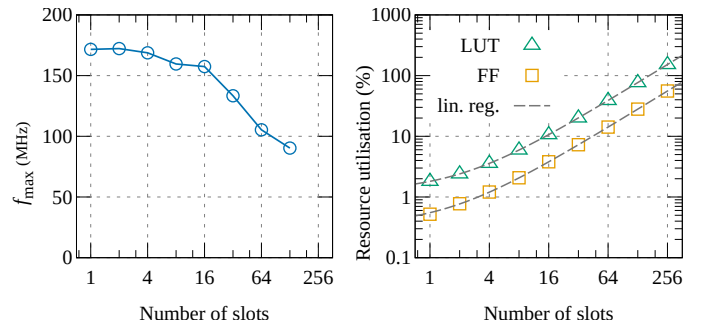 200
150
100
50
0
f max (MHz)
1 4 16 64 256
Number of slots
1000
100
10
1
0.1
Resource utilisation (%)
LUT
FF
lin. reg.
1 4 16 64 256
Number of slots